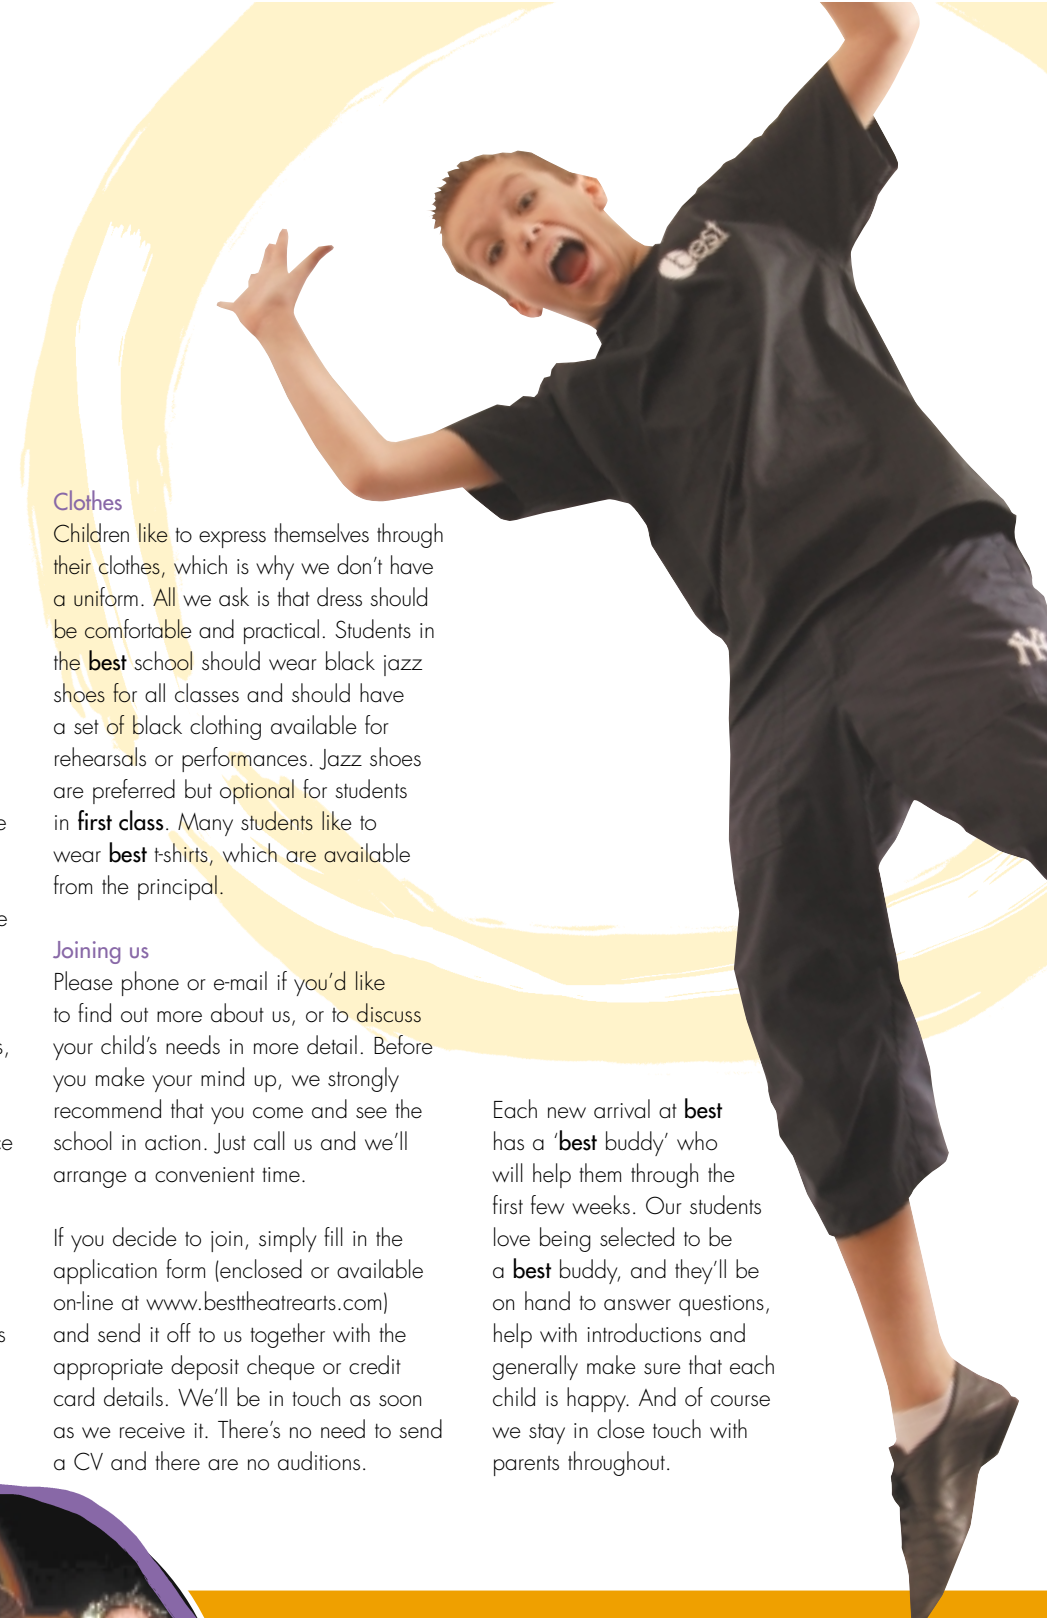 Clothes
Children like to express themselves through
their clothes, which is why we don't have
a uniform. All we ask is that dress should
be comfortable and practical. Students in
the best school should wear black jazz
shoes for all classes and should have
a set of black clothing available for
rehearsals or performances. Jazz shoes
are preferred but optional for students
in first class. Many students like to
wear best t-shirts, which are available
from the principal.
Joining us
Please phone or e-mail if you'd like
to find out more about us, or to discuss
your child's needs in more detail. Before
you make your mind up, we strongly
recommend that you come and see the
school in action. Just call us and we'll
arrange a convenient time.
If you decide to join, simply fill in the
application form (enclosed or available
on-line at www.besttheatrearts.com)
and send it off to us together with the
appropriate deposit cheque or credit
card details. We'll be in touch as soon
as we receive it. There's no need to send
a CV and there are no auditions.
Each new arrival at best
has a 'best buddy' who
will help them through the
first few weeks. Our students
love being selected to be
a best buddy, and they'll be
on hand to answer questions,
help with introductions and
generally make sure that each
child is happy. And of course
we stay in close touch with
parents throughout.
best
NY